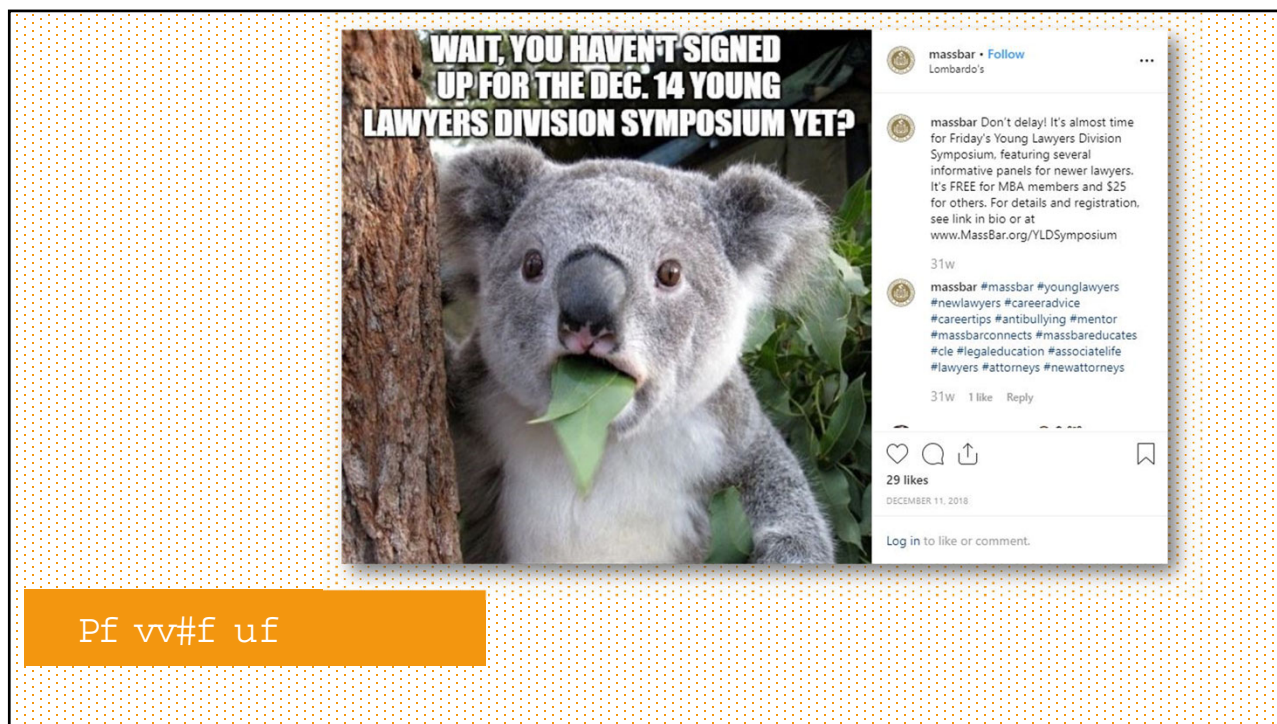 WAIT, YOU HAVEN'T SIGNED
UP FOR THE DEC. 14 YOUNG
LAWYERS DIVISION SYMPOSIUM YET?
massbar • Follow
Lombardo's
massbar Don't delay! It's almost time
for Friday's Young Lawyers Division
Symposium, featuring several
informative panels for newer lawyers.
It's FREE for MBA members and $25
for others. For details and registration,
see link in bio or at
www.MassBar.org/YLDSymposium
31w
massbar #massbar #younglawyers
#newlawyers #careeradvice
#careertips #antibullying #mentor
#massbarconnects #massbareducates
#cle #legaleducation #associatelife
#lawyers #attorneys #newattorneys
31w 1 like Reply
29 likes
DECEMBER 11, 2018
Log in to like or comment.
Pf vv#f uf